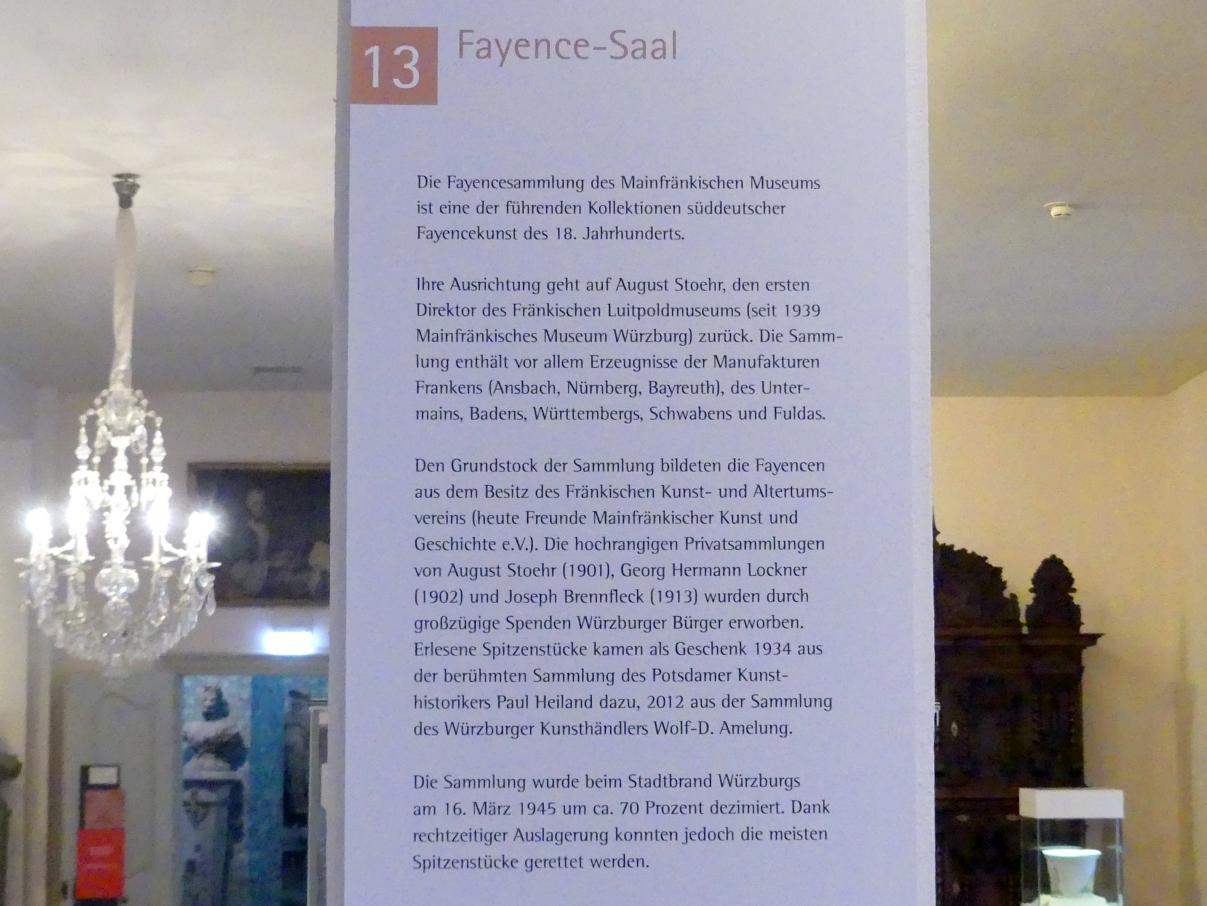 13 Fayence-Saal
Die Fayencesammlung des Mainfränkischen Museums
ist eine der führenden Kollektionen süddeutscher
Fayencekunst des 18. Jahrhunderts.
Ihre Ausrichtung geht auf August Stoehr, den ersten
Direktor des Fränkischen Luitpoldmuseums (seit 1939
Mainfränkisches Museum Würzburg) zurück. Die Samm-
lung enthält vor allem Erzeugnisse der Manufakturen
Frankens (Ansbach, Nürnberg, Bayreuth), des Unter-
mains, Badens, Württembergs, Schwabens und Fuldas.
Den Grundstock der Sammlung bildeten die Fayencen
aus dem Besitz des Fränkischen Kunst- und Altertums-
vereins (heute Freunde Mainfränkischer Kunst und
Geschichte e.V.). Die hochrangigen Privatsammlungen
von August Stoehr (1901), Georg Hermann Lockner
(1902) und Joseph Brennfleck (1913) wurden durch
großzügige Spenden Würzburger Bürger erworben.
Erlesene Spitzenstücke kamen als Geschenk 1934 aus
der berühmten Sammlung des Potsdamer Kunst-
historikers Paul Heiland dazu, 2012 aus der Sammlung
des Würzburger Kunsthändlers Wolf-D. Amelung.
Die Sammlung wurde beim Stadtbrand Würzburgs
am 16. März 1945 um ca. 70 Prozent dezimiert. Dank
rechtzeitiger Auslagerung konnten jedoch die meisten
Spitzenstücke gerettet werden.